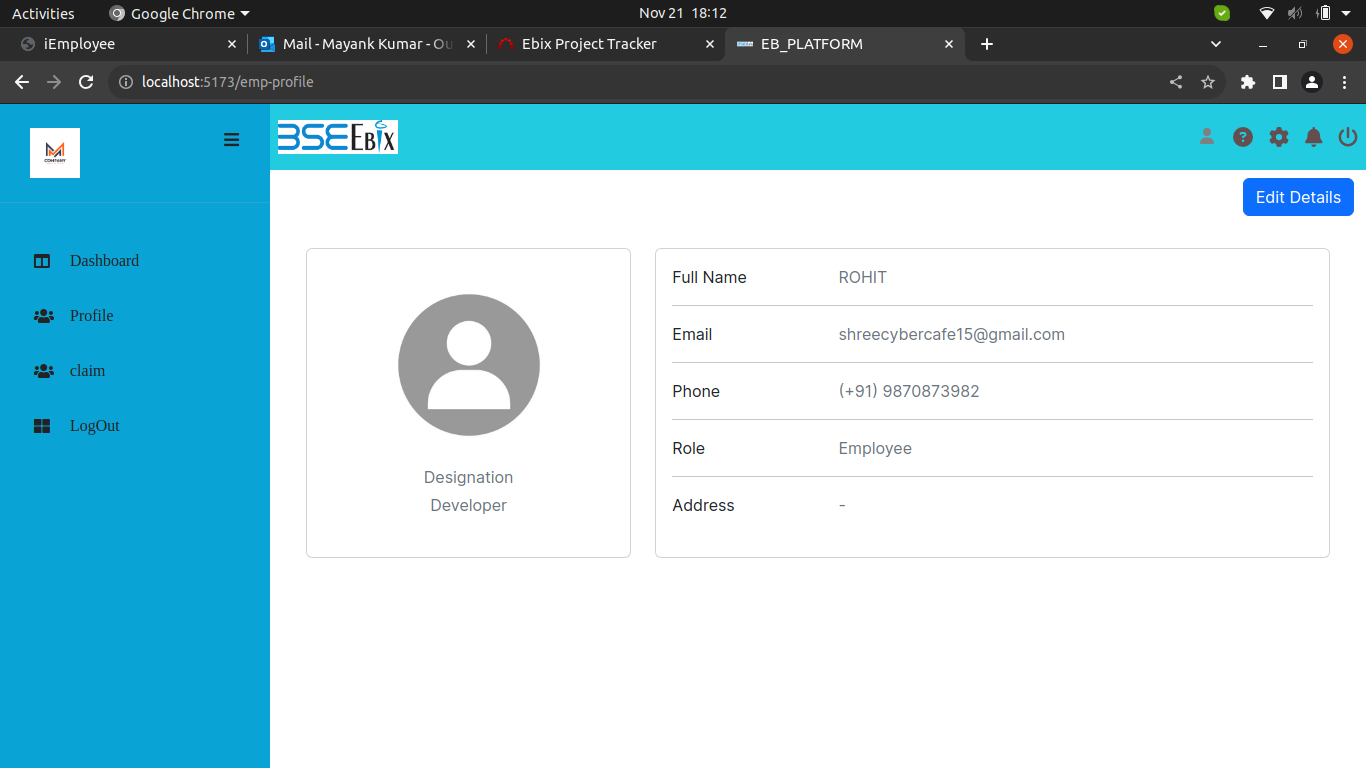 Activities
Google Chrome
Nov 21 18:12
iEmployee
Mail - Mayank Kumar - Ou
Ebix Project Tracker
EB_PLATFORM
localhost:5173/emp-profile
M
COMPANY
BSE EBIX
Edit Details
Dashboard
Profile
claim
LogOut
Designation
Developer
Full Name ROHIT
Email shreecybercafe15@gmail.com
Phone (+91) 9870873982
Role Employee
Address -